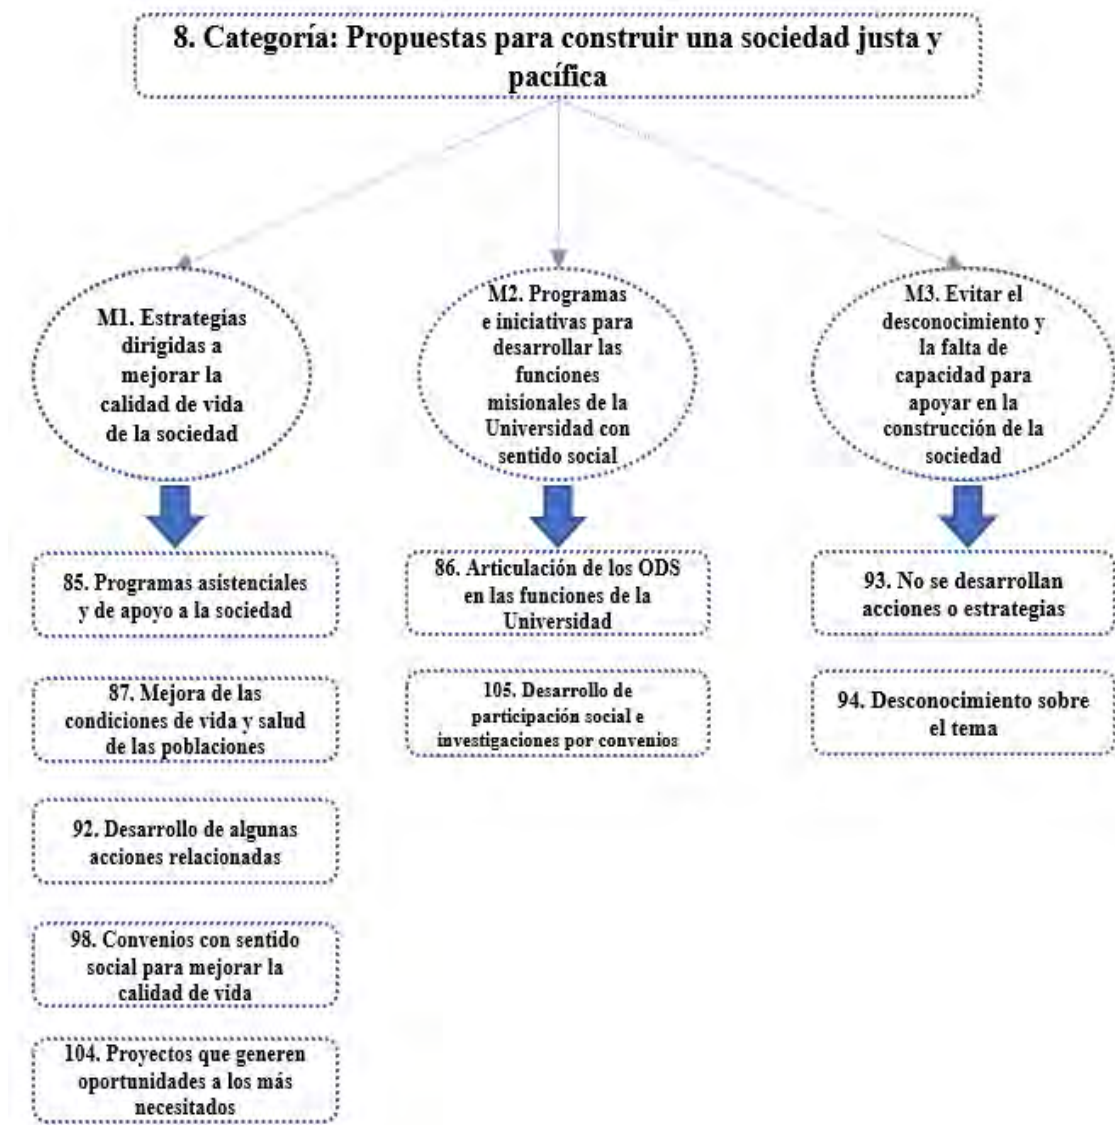 8. Categoría: Propuestas para construir una sociedad justa y
pacífica
M1. Estrategias
dirigidas a
mejorar la
calidad de vida
de la sociedad
M2. Programas
e iniciativas para
desarrollar las
funciones
misionales de la
Universidad con
sentido social
M3. Evitar el
desconocimiento y
la falta de
capacidad para
apoyar en la
construcción de la
sociedad
85. Programas asistenciales
y de apoyo a la sociedad
87. Mejora de las
condiciones de vida y salud
de las poblaciones
92. Desarrollo de algunas
acciones relacionadas
98. Convenios con sentido
social para mejorar la
calidad de vida
104. Proyectos que generen
oportunidades a los más
necesitados
86. Articulación de los ODS
en las funciones de la
Universidad
105. Desarrollo de
participación social e
investigaciones por convenios
93. No se desarrollan
acciones o estrategias
94. Desconocimiento sobre
el tema